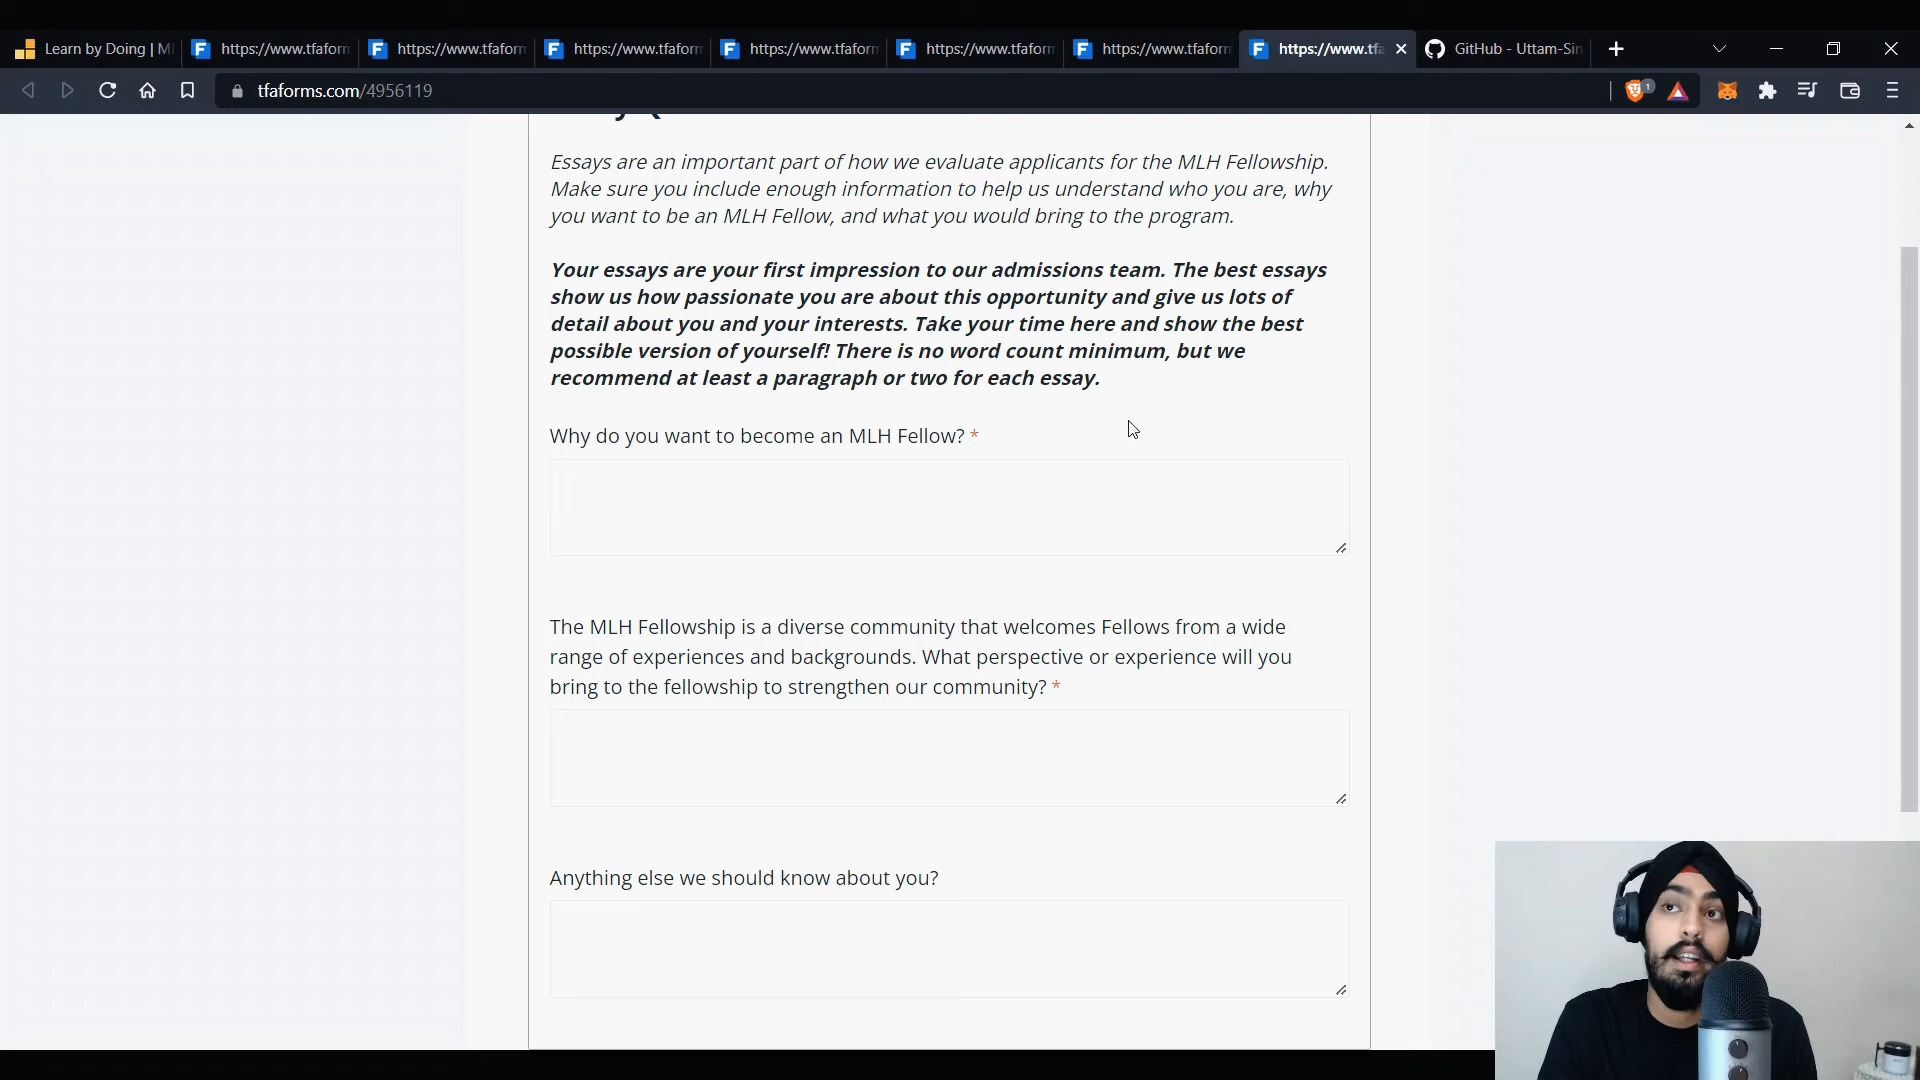 Learn by Doing | M
https://www.tfaform
https://www.tfaform
https://www.tfaform
https://www.tfaform
https://www.tfaform
https://www.tfaform
https://www.tfa
GitHub - Uttam-Sin
tfaforms.com/4956119
1
Essays are an important part of how we evaluate applicants for the MLH Fellowship.
Make sure you include enough information to help us understand who you are, why
you want to be an MLH Fellow, and what you would bring to the program.
Your essays are your first impression to our admissions team. The best essays
show us how passionate you are about this opportunity and give us lots of
detail about you and your interests. Take your time here and show the best
possible version of yourself! There is no word count minimum, but we
recommend at least a paragraph or two for each essay.
Why do you want to become an MLH Fellow? *
The MLH Fellowship is a diverse community that welcomes Fellows from a wide
range of experiences and backgrounds. What perspective or experience will you
bring to the fellowship to strengthen our community? *
Anything else we should know about you?